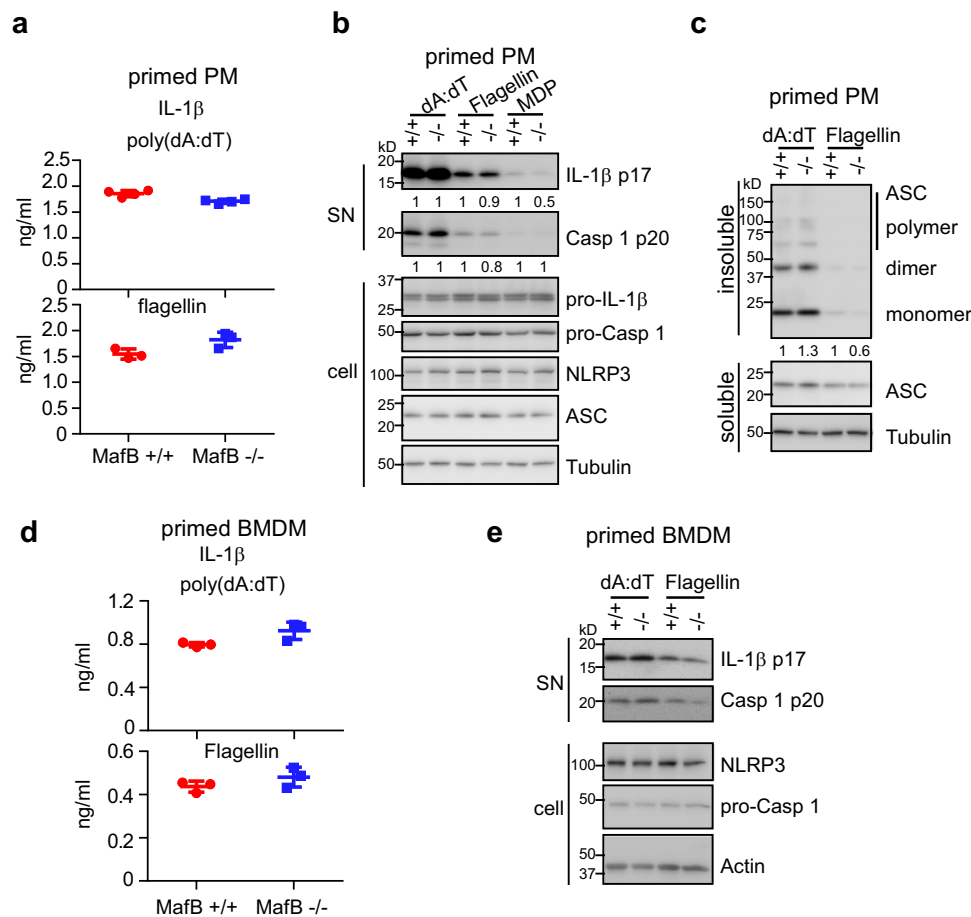 a
primed PM
IL-1β
poly(dA:dT)
2.5
2.0
1.5
1.0
0.5
0
ng/ml
flagellin
2.5
2.0
1.5
1.0
0.5
0
ng/ml
MafB +/+ MafB -/-
b
primed PM
dA:dT Flagellin MDP
+/+ -/- +/+ -/- +/+ -/-
kD
20
15
IL-1β p17
1 1 1 0.9 1 0.5
SN
20
Casp 1 p20
1 1 1 0.8 1 1
37
25
pro-IL-1β
50
pro-Casp 1
cell
100
NLRP3
25
20
ASC
50
Tubulin
c
primed PM
dA:dT Flagellin
+/+ -/- +/+ -/-
kD
150
100
75
50
25
insoluble
ASC
polymer
dimer
monomer
1 1.3 1 0.6
25
20
soluble
ASC
50
Tubulin
d
primed BMDM
IL-1β
poly(dA:dT)
1.2
0.8
0.4
0
ng/ml
Flagellin
0.6
0.4
0.2
0
ng/ml
MafB +/+ MafB -/-
e
primed BMDM
dA:dT Flagellin
+/+ -/- +/+ -/-
kD
20
15
IL-1β p17
SN
20
Casp 1 p20
100
NLRP3
cell
50
pro-Casp 1
50
37
Actin